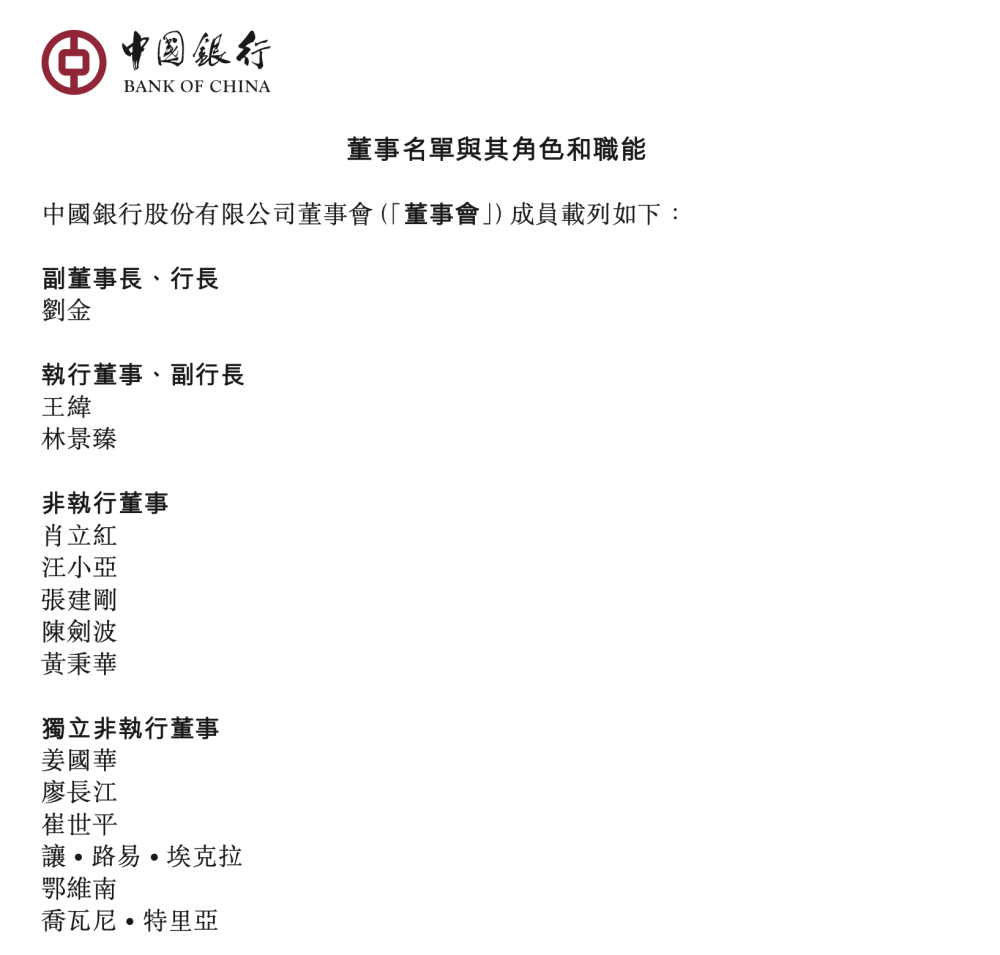 中國銀行
BANK OF CHINA
董事名單與其角色和職能
中國銀行股份有限公司董事會(「董事會」)成員載列如下：
副董事長、行長
劉金
執行董事、副行長
王緯
林景臻
非執行董事
肖立紅
汪小亞
張建剛
陳劍波
黃秉華
獨立非執行董事
姜國華
廖長江
崔世平
讓•路易•埃克拉
鄂維南
喬瓦尼•特里亞